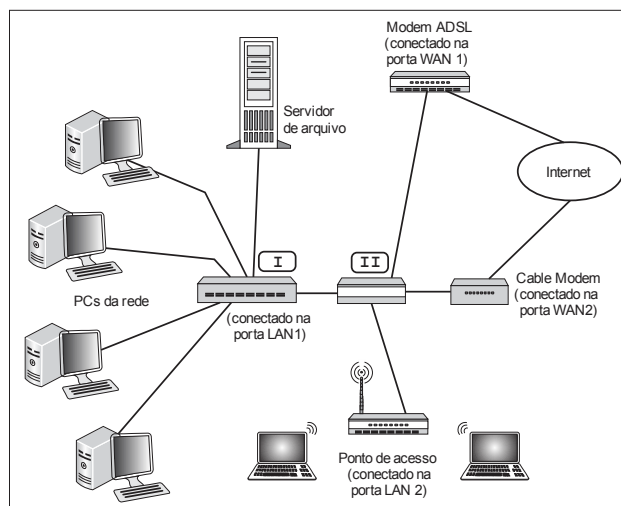 Modem ADSL
(conectado na
porta WAN 1)
Servidor
de arquivo
Internet
I
II
PCs da rede
(conectado na
porta LAN1)
Cable Modem
(conectado na
porta WAN2)
Ponto de acesso
(conectado na
porta LAN 2)